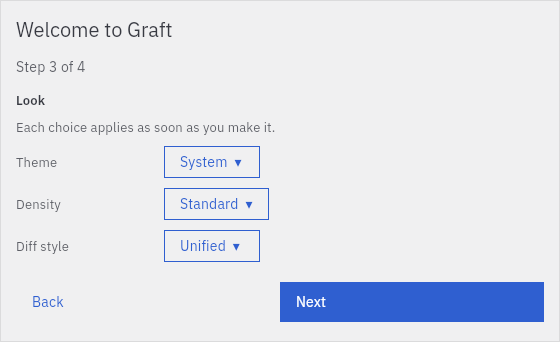 Welcome to Graft
Step 3 of 4
Look
Each choice applies as soon as you make it.
Theme System ▼
Density Standard ▼
Diff style Unified ▼
Back Next